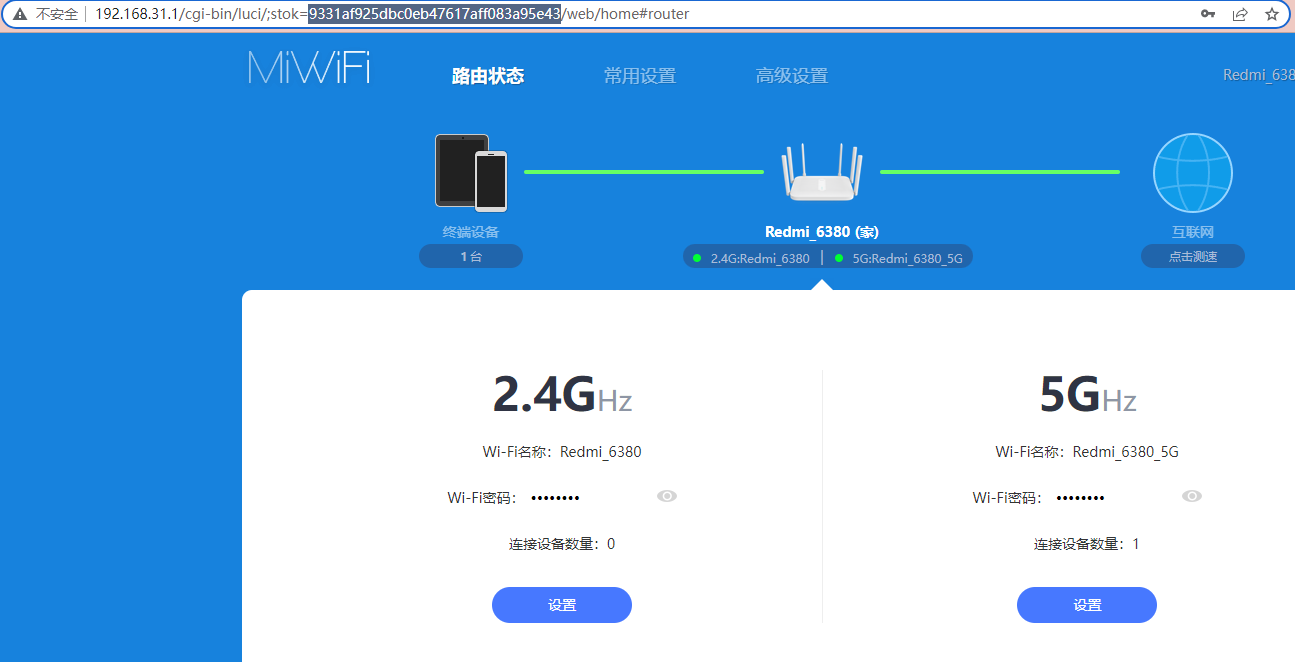 不安全 192.168.31.1/cgi-bin/luci/;stok=9331af925dbc0eb47617aff083a95e43/web/home#router
MiWiFi 路由状态 常用设置 高级设置 Redmi_638
终端设备 Redmi_6380 (家) 互联网
1 台 2.4G:Redmi_6380 | 5G:Redmi_6380_5G 点击测速
2.4GHz 5GHz
Wi-Fi名称: Redmi_6380 Wi-Fi名称: Redmi_6380_5G
Wi-Fi密码: •••••••• Wi-Fi密码: ••••••••
连接设备数量: 0 连接设备数量: 1
设置 设置